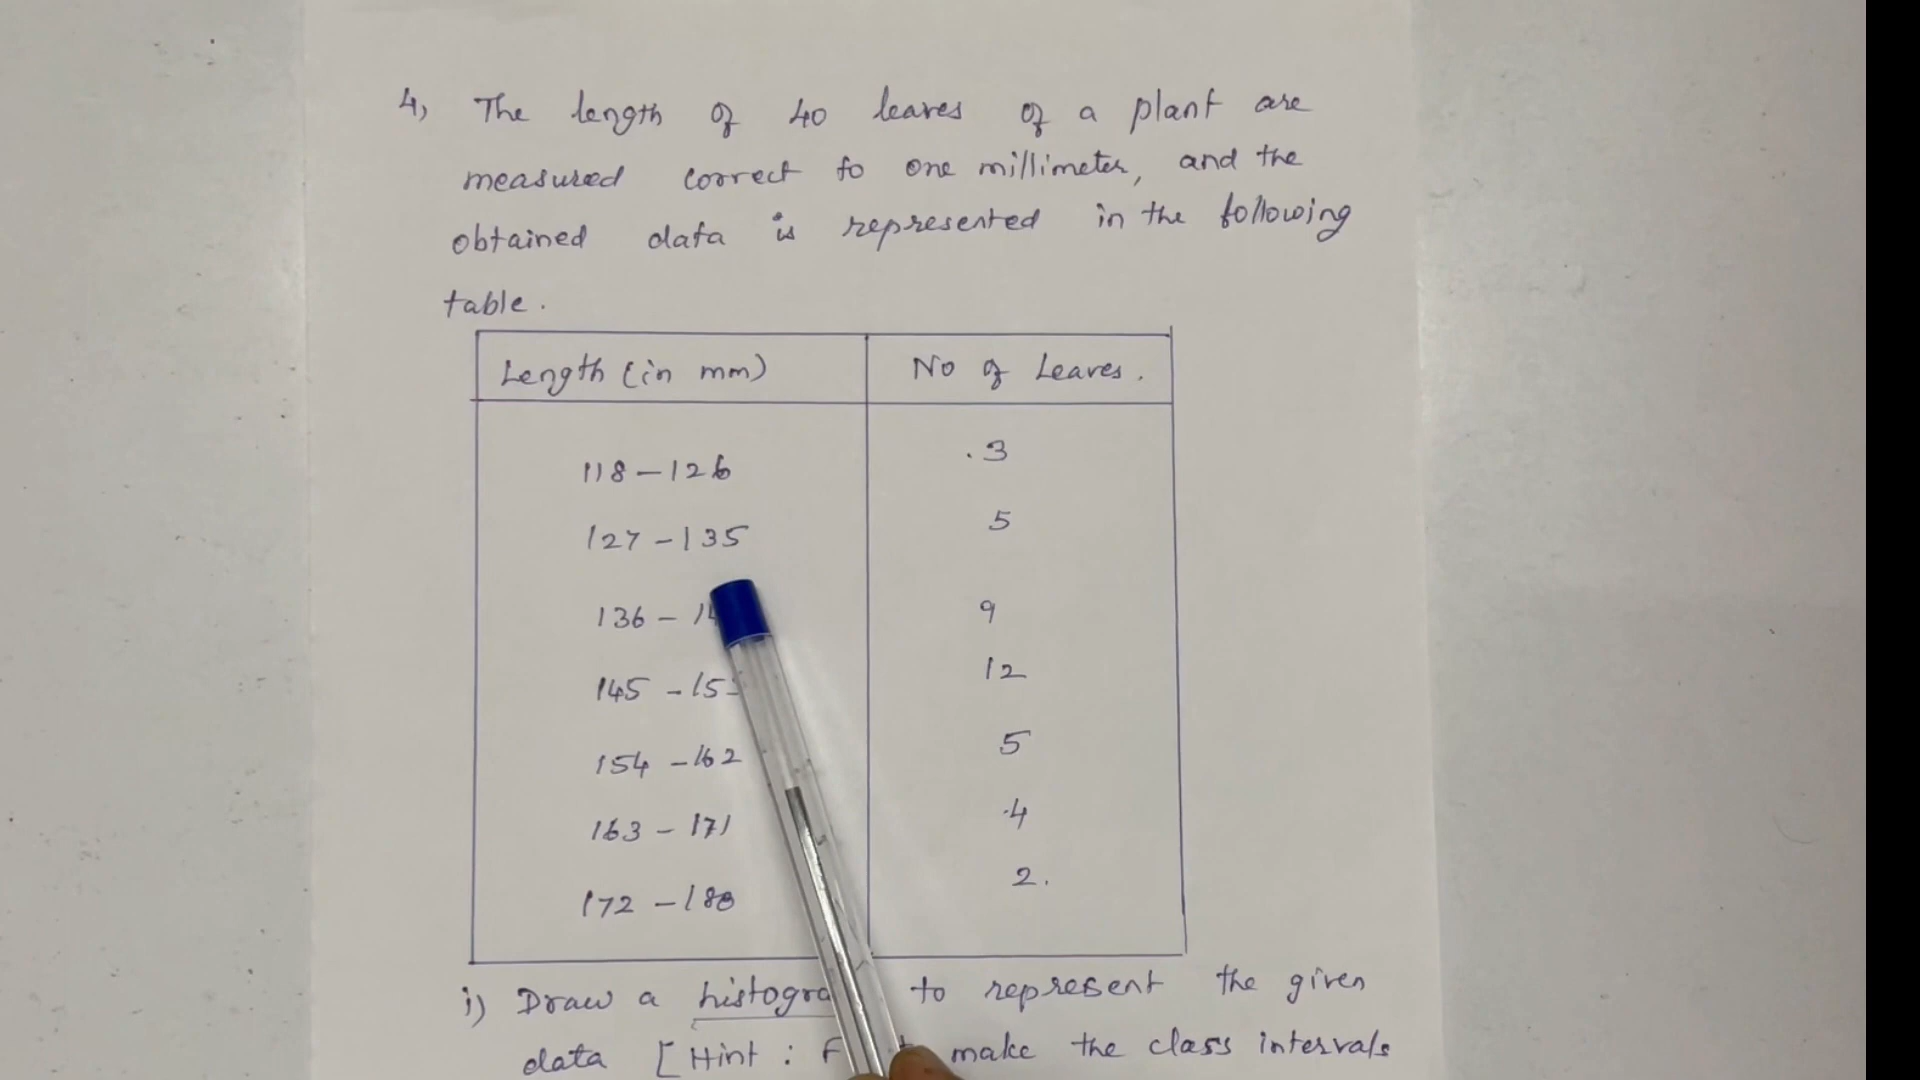 4, The length of 40 leaves of a plant are
measured correct to one millimeter, and the
obtained data is represented in the following
table.
Length (in mm) No of Leaves.
118-126 3
127-135 5
136- 9
145- 12
154-162 5
163-171 4
172-180 2.
i) Draw a to represent the given
data [Hint: make the class intervals